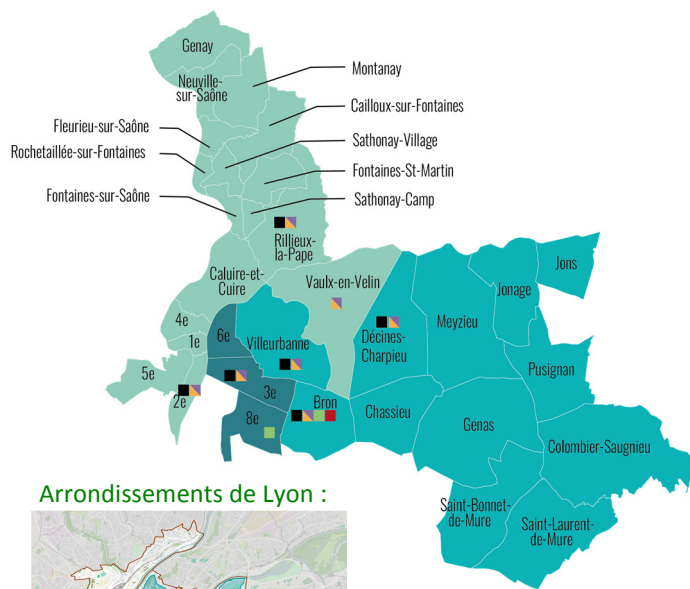 Genay
Neuville-
sur-Saône
Montanay
Cailloux-sur-Fontaines
Fleurieu-sur-Saône
Sathonay-Village
Rochetaillée-sur-Fontaines
Fontaines-St-Martin
Fontaines-sur-Saône
Sathonay-Camp
Rillieux-
la-Pape
Caluire-et-
Cuire
Vaulx-en-Velin
Jons
Jonage
4e
1e
6e
Villeurbanne
Décines-
Charpieu
Meyzieu
Pusignan
5e
2e
3e
Bron
Chassieu
Genas
8e
Colombier-Saugnieu
Saint-Bonnet-
de-Mure
Saint-Laurent-
de-Mure
Arrondissements de Lyon :